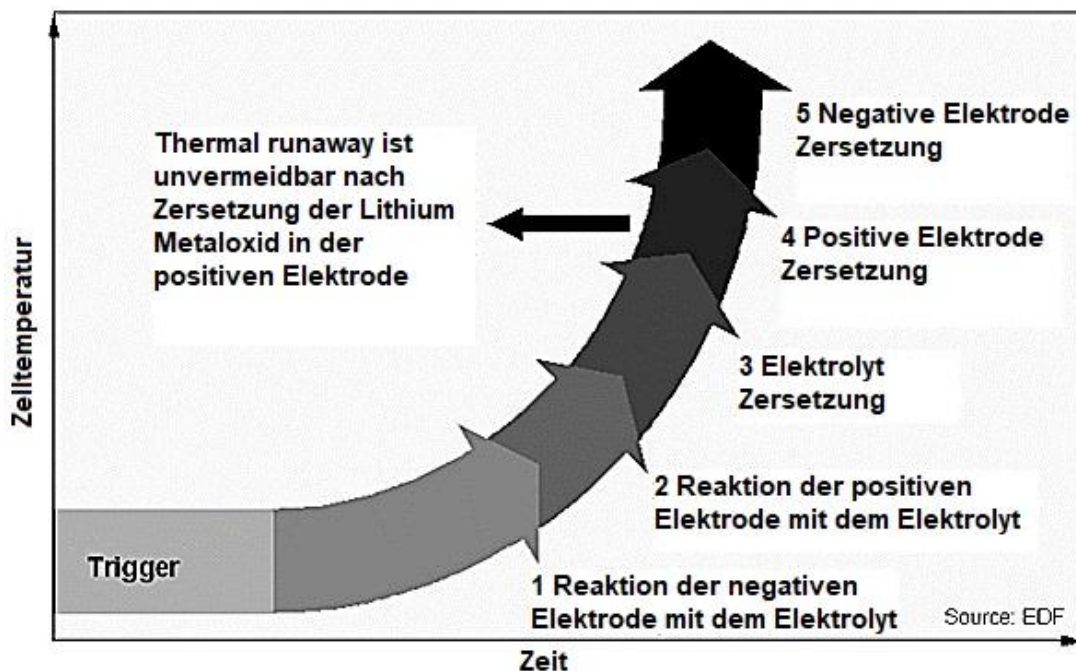 5 Negative Elektrode
Zersetzung
Thermal runaway ist
unvermeidbar nach
Zersetzung der Lithium
Metaloxid in der
positiven Elektrode
4 Positive Elektrode
Zersetzung
Zelltemperatur
3 Elektrolyt
Zersetzung
2 Reaktion der positiven
Elektrode mit dem Elektrolyt
Trigger
1 Reaktion der negativen
Elektrode mit dem Elektrolyt
Source: EDF
Zeit